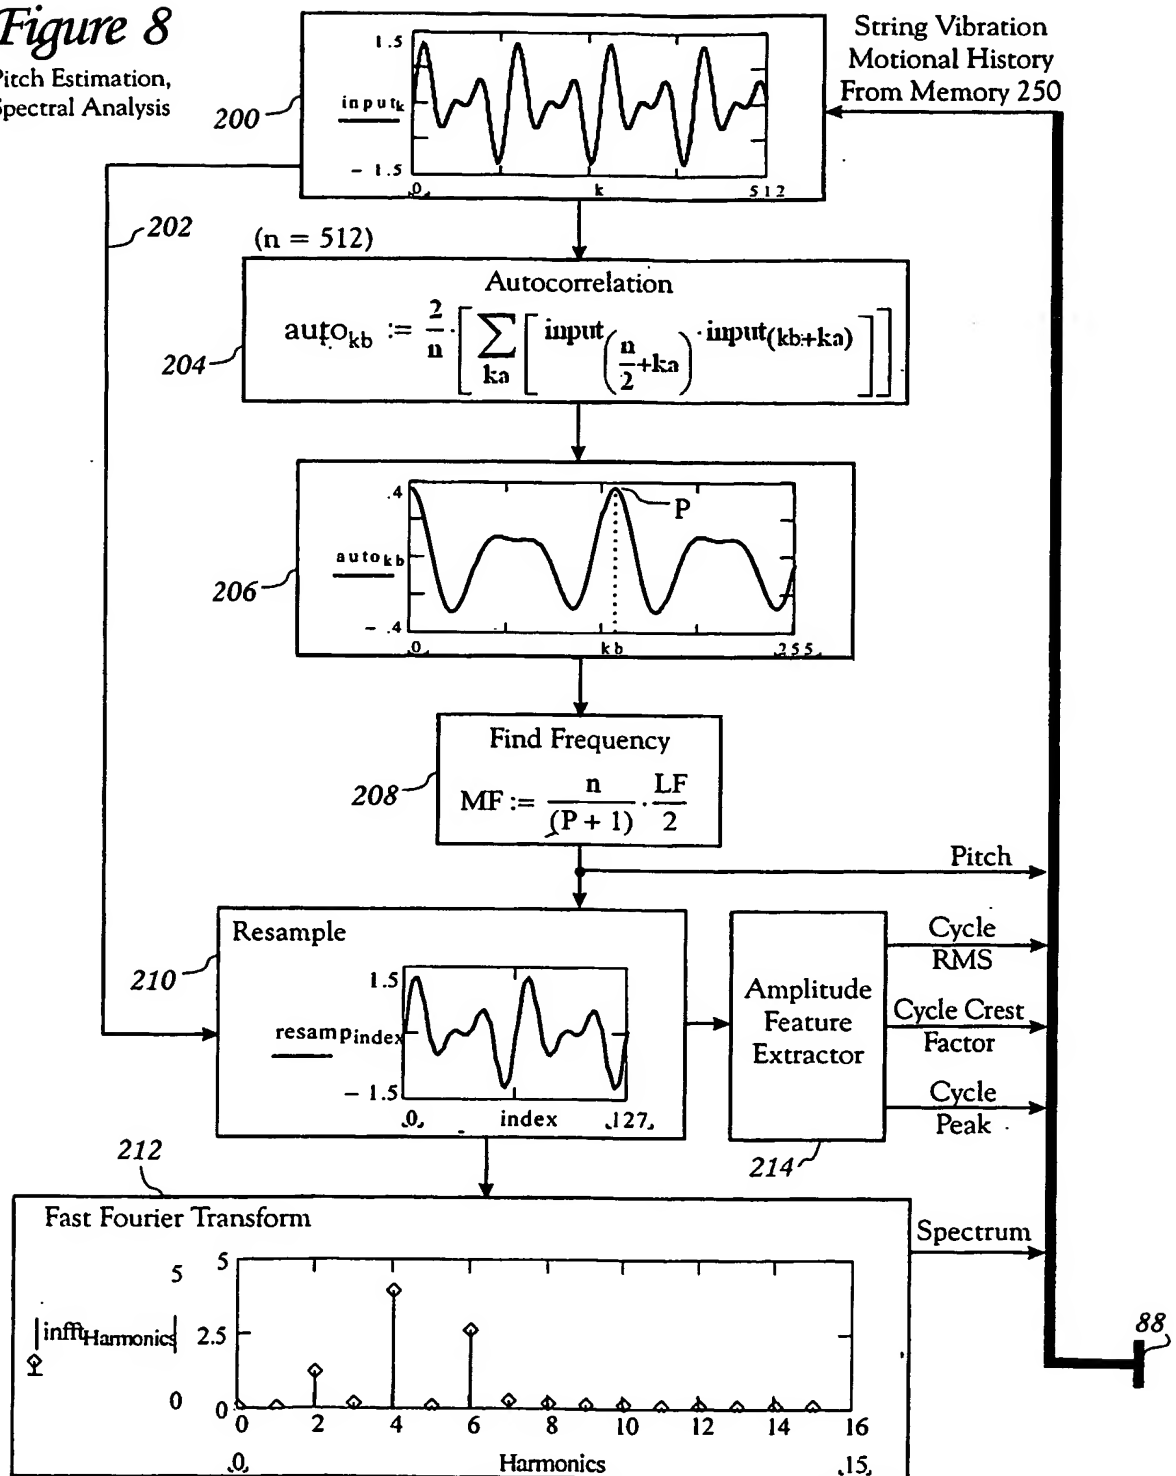 Figure 8
Pitch Estimation,
Spectral Analysis
String Vibration
Motional History
From Memory 250
200
1.5
input_k
- 1.5
0 k 512
202
(n = 512)
Autocorrelation
auto_kb := 2/n · [ ∑_ka [ input_(n/2+ka) · input_(kb+ka) ] ]
204
.4
P
auto_kb
- .4
0 kb 255
206
Find Frequency
MF := n/(P + 1) · LF/2
208
Pitch
Resample
210
1.5
resamp_index
- 1.5
0 index 127
Amplitude
Feature
Extractor
214
Cycle
RMS
Cycle Crest
Factor
Cycle
Peak
212
Fast Fourier Transform
Spectrum
5 5
|infft_Harmonics| 2.5
0 0
0 2 4 6 8 10 12 14 16
0 Harmonics 15
88